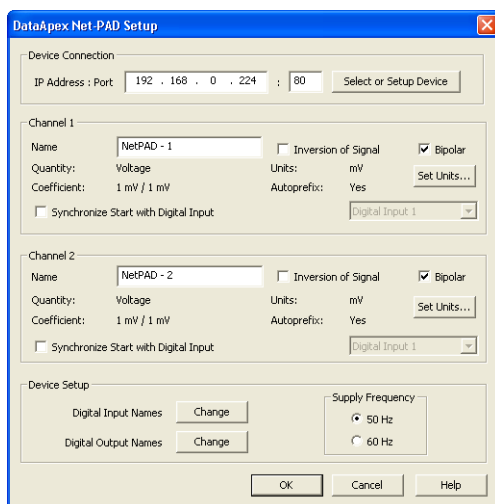 DataApex Net-PAD Setup
Device Connection
IP Address : Port 192 . 168 . 0 . 224 : 80 Select or Setup Device
Channel 1
Name NetPAD - 1 Inversion of Signal Bipolar
Quantity: Voltage Units: mV Set Units...
Coefficient: 1 mV / 1 mV Autoprefix: Yes
Synchronize Start with Digital Input Digital Input 1
Channel 2
Name NetPAD - 2 Inversion of Signal Bipolar
Quantity: Voltage Units: mV Set Units...
Coefficient: 1 mV / 1 mV Autoprefix: Yes
Synchronize Start with Digital Input Digital Input 1
Device Setup
Supply Frequency
Digital Input Names Change 50 Hz
Digital Output Names Change 60 Hz
OK Cancel Help